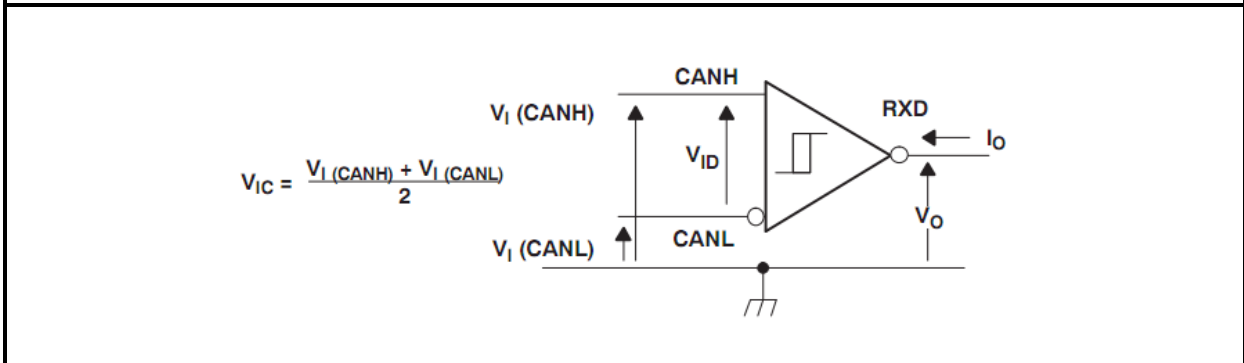 CANH
RXD
V_I (CANH)
I_O
V_ID
V_IC = V_I (CANH) + V_I (CANL)
2
V_O
CANL
V_I (CANL)